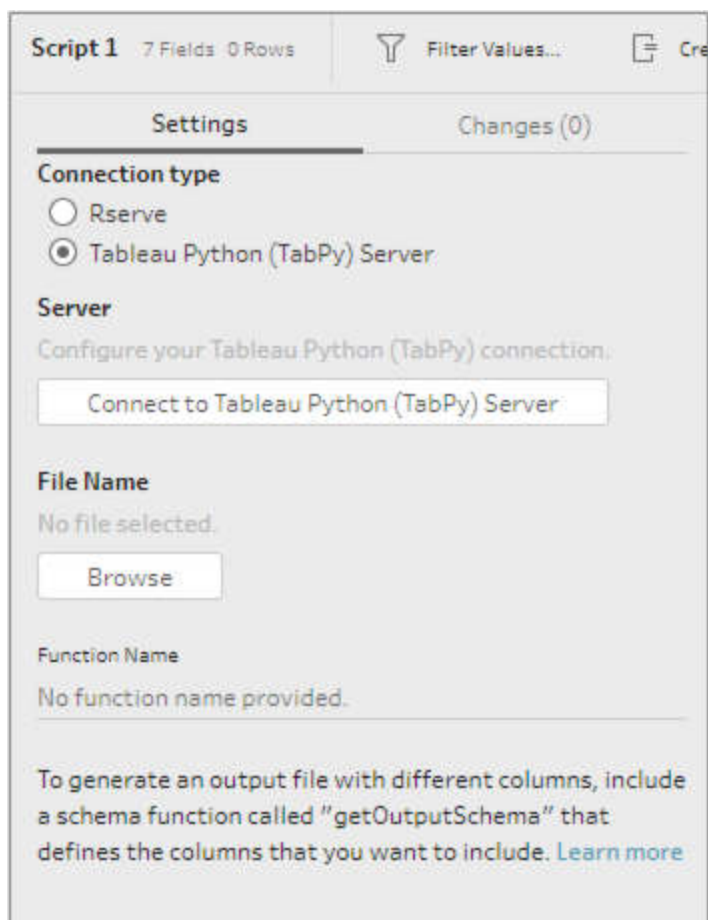 Script 1 7 Fields 0 Rows Filter Values... Cre
Settings Changes (0)
Connection type
Rserve
Tableau Python (TabPy) Server
Server
Configure your Tableau Python (TabPy) connection.
Connect to Tableau Python (TabPy) Server
File Name
No file selected.
Browse
Function Name
No function name provided.
To generate an output file with different columns, include
a schema function called "getOutputSchema" that
defines the columns that you want to include. Learn more